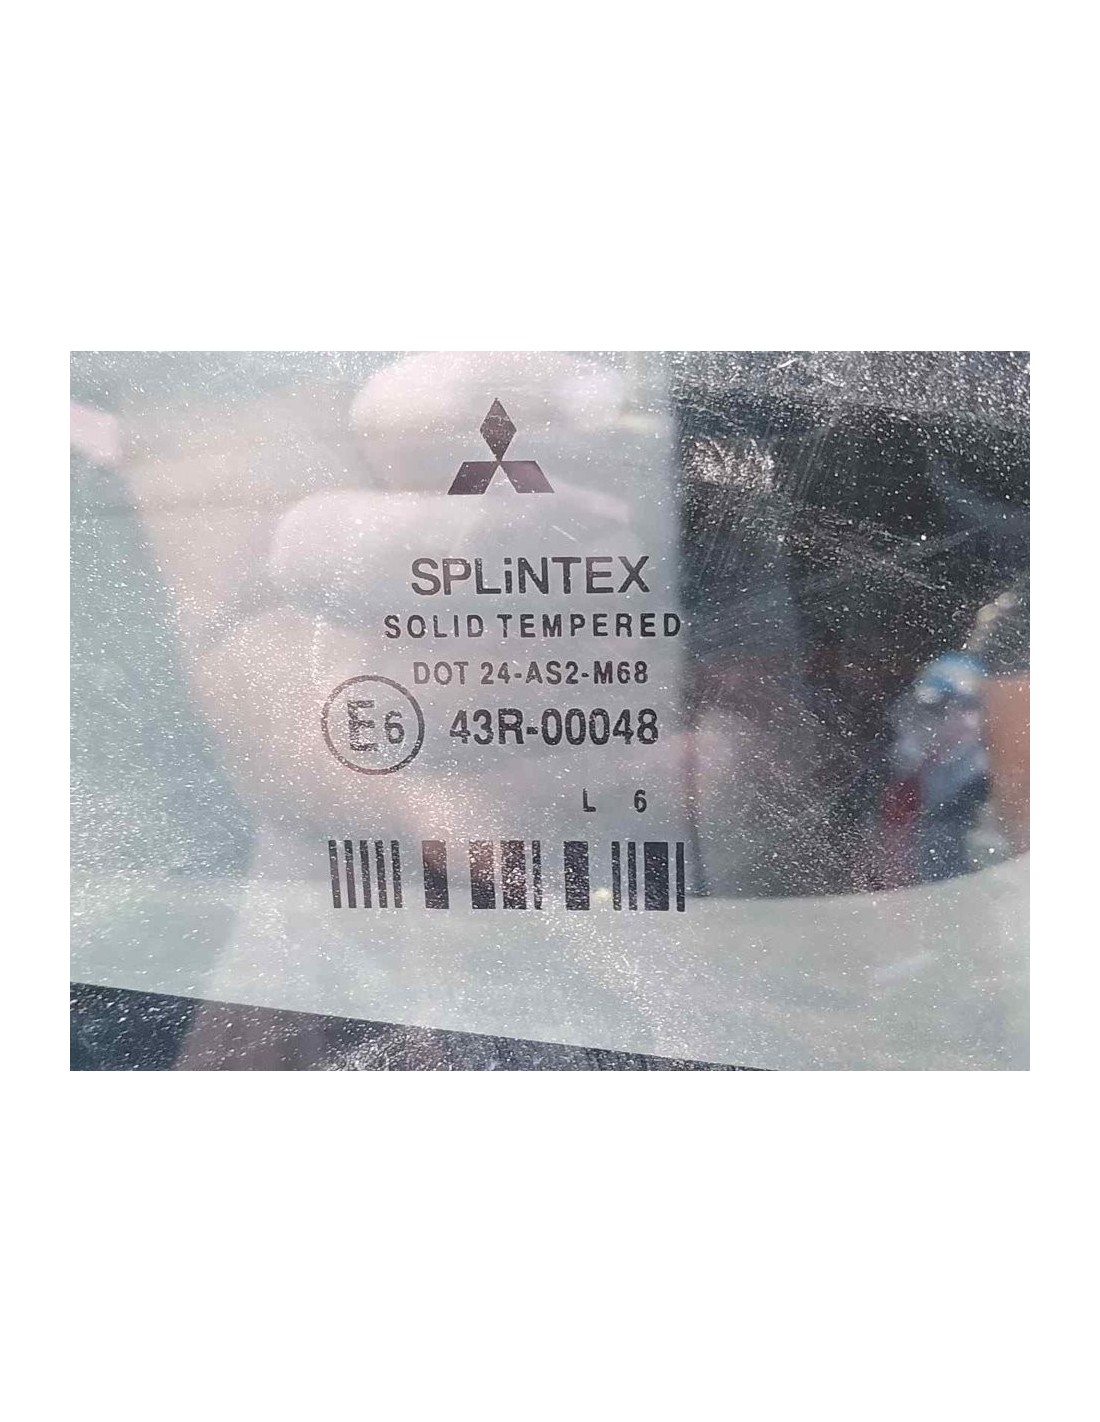 SPLiNTEX
SOLID TEMPERED
DOT 24-AS2-M68
E6 43R-00048
L 6